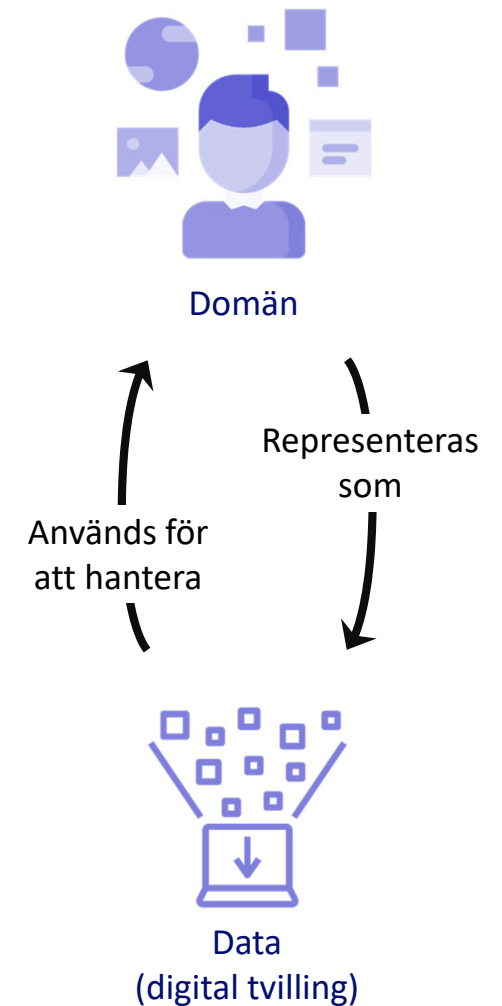 Domän
Representeras
som
Används för
att hantera
Data
(digital tvilling)